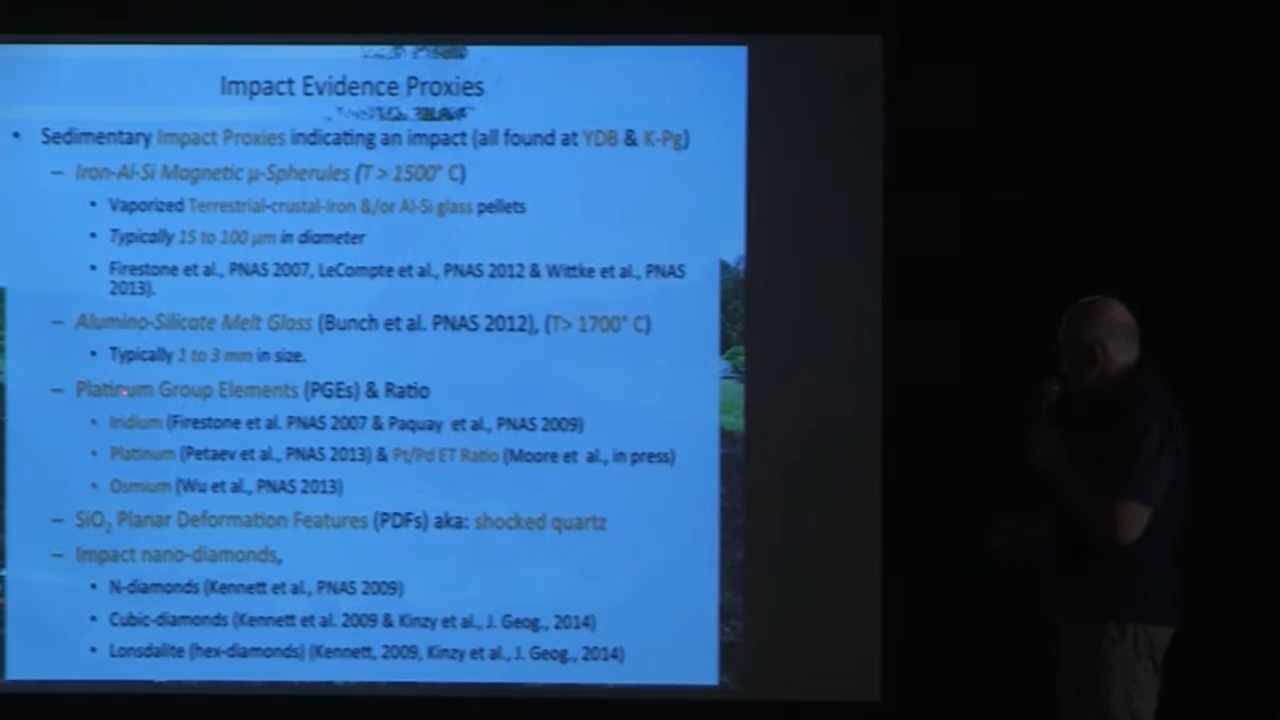 Impact Evidence Proxies
• Sedimentary Impact Proxies indicating an impact (all found at YDB & K-Pg)
– Iron-Al-Si Magnetic µ-Spherules (T > 1500° C)
• Vaporized Terrestrial-crustal-Iron &/or Al-Si glass pellets
• Typically 15 to 100 µm in diameter
• Firestone et al., PNAS 2007, LeCompte et al., PNAS 2012 & Wittke et al., PNAS
2013).
– Alumino-Silicate Melt Glass (Bunch et al. PNAS 2012), (T> 1700° C)
• Typically 1 to 3 mm in size.
– Platinum Group Elements (PGEs) & Ratio
• Iridium (Firestone et al. PNAS 2007 & Paquay et al., PNAS 2009)
• Platinum (Petaev et al., PNAS 2013) & Pt/Pd ET Ratio (Moore et al., in press)
• Osmium (Wu et al., PNAS 2013)
– SiO₂ Planar Deformation Features (PDFs) aka: shocked quartz
– Impact nano-diamonds,
• N-diamonds (Kennett et al., PNAS 2009)
• Cubic-diamonds (Kennett et al. 2009 & Kinzy et al., J. Geog., 2014)
• Lonsdalite (hex-diamonds) (Kennett, 2009, Kinzy et al., J. Geog., 2014)